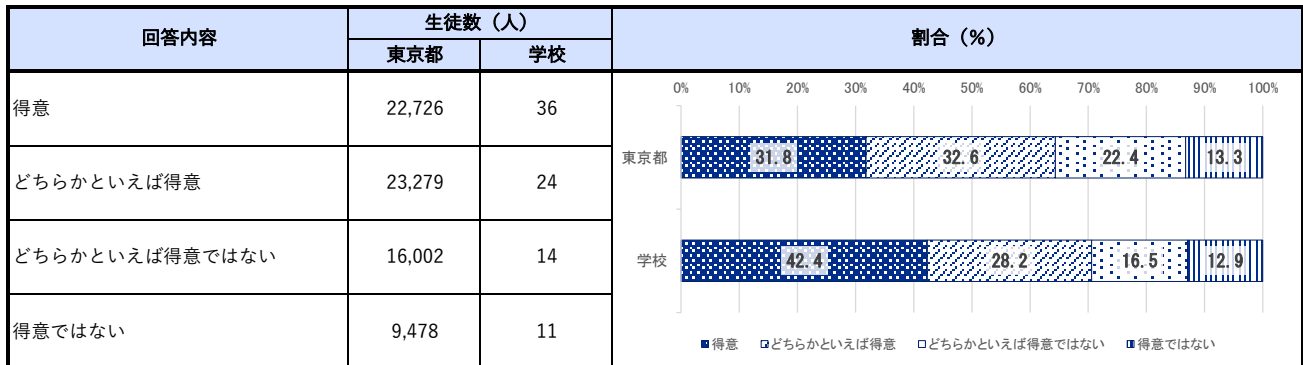 回答内容
生徒数（人）
割合（%）
東京都
学校
得意
22,726
36
どちらかといえば得意
23,279
24
どちらかといえば得意ではない
16,002
14
得意ではない
9,478
11
0% 10% 20% 30% 40% 50% 60% 70% 80% 90% 100%
東京都 31.8 32.6 22.4 13.3
学校 42.4 28.2 16.5 12.9
得意 どちらかといえば得意 どちらかといえば得意ではない 得意ではない